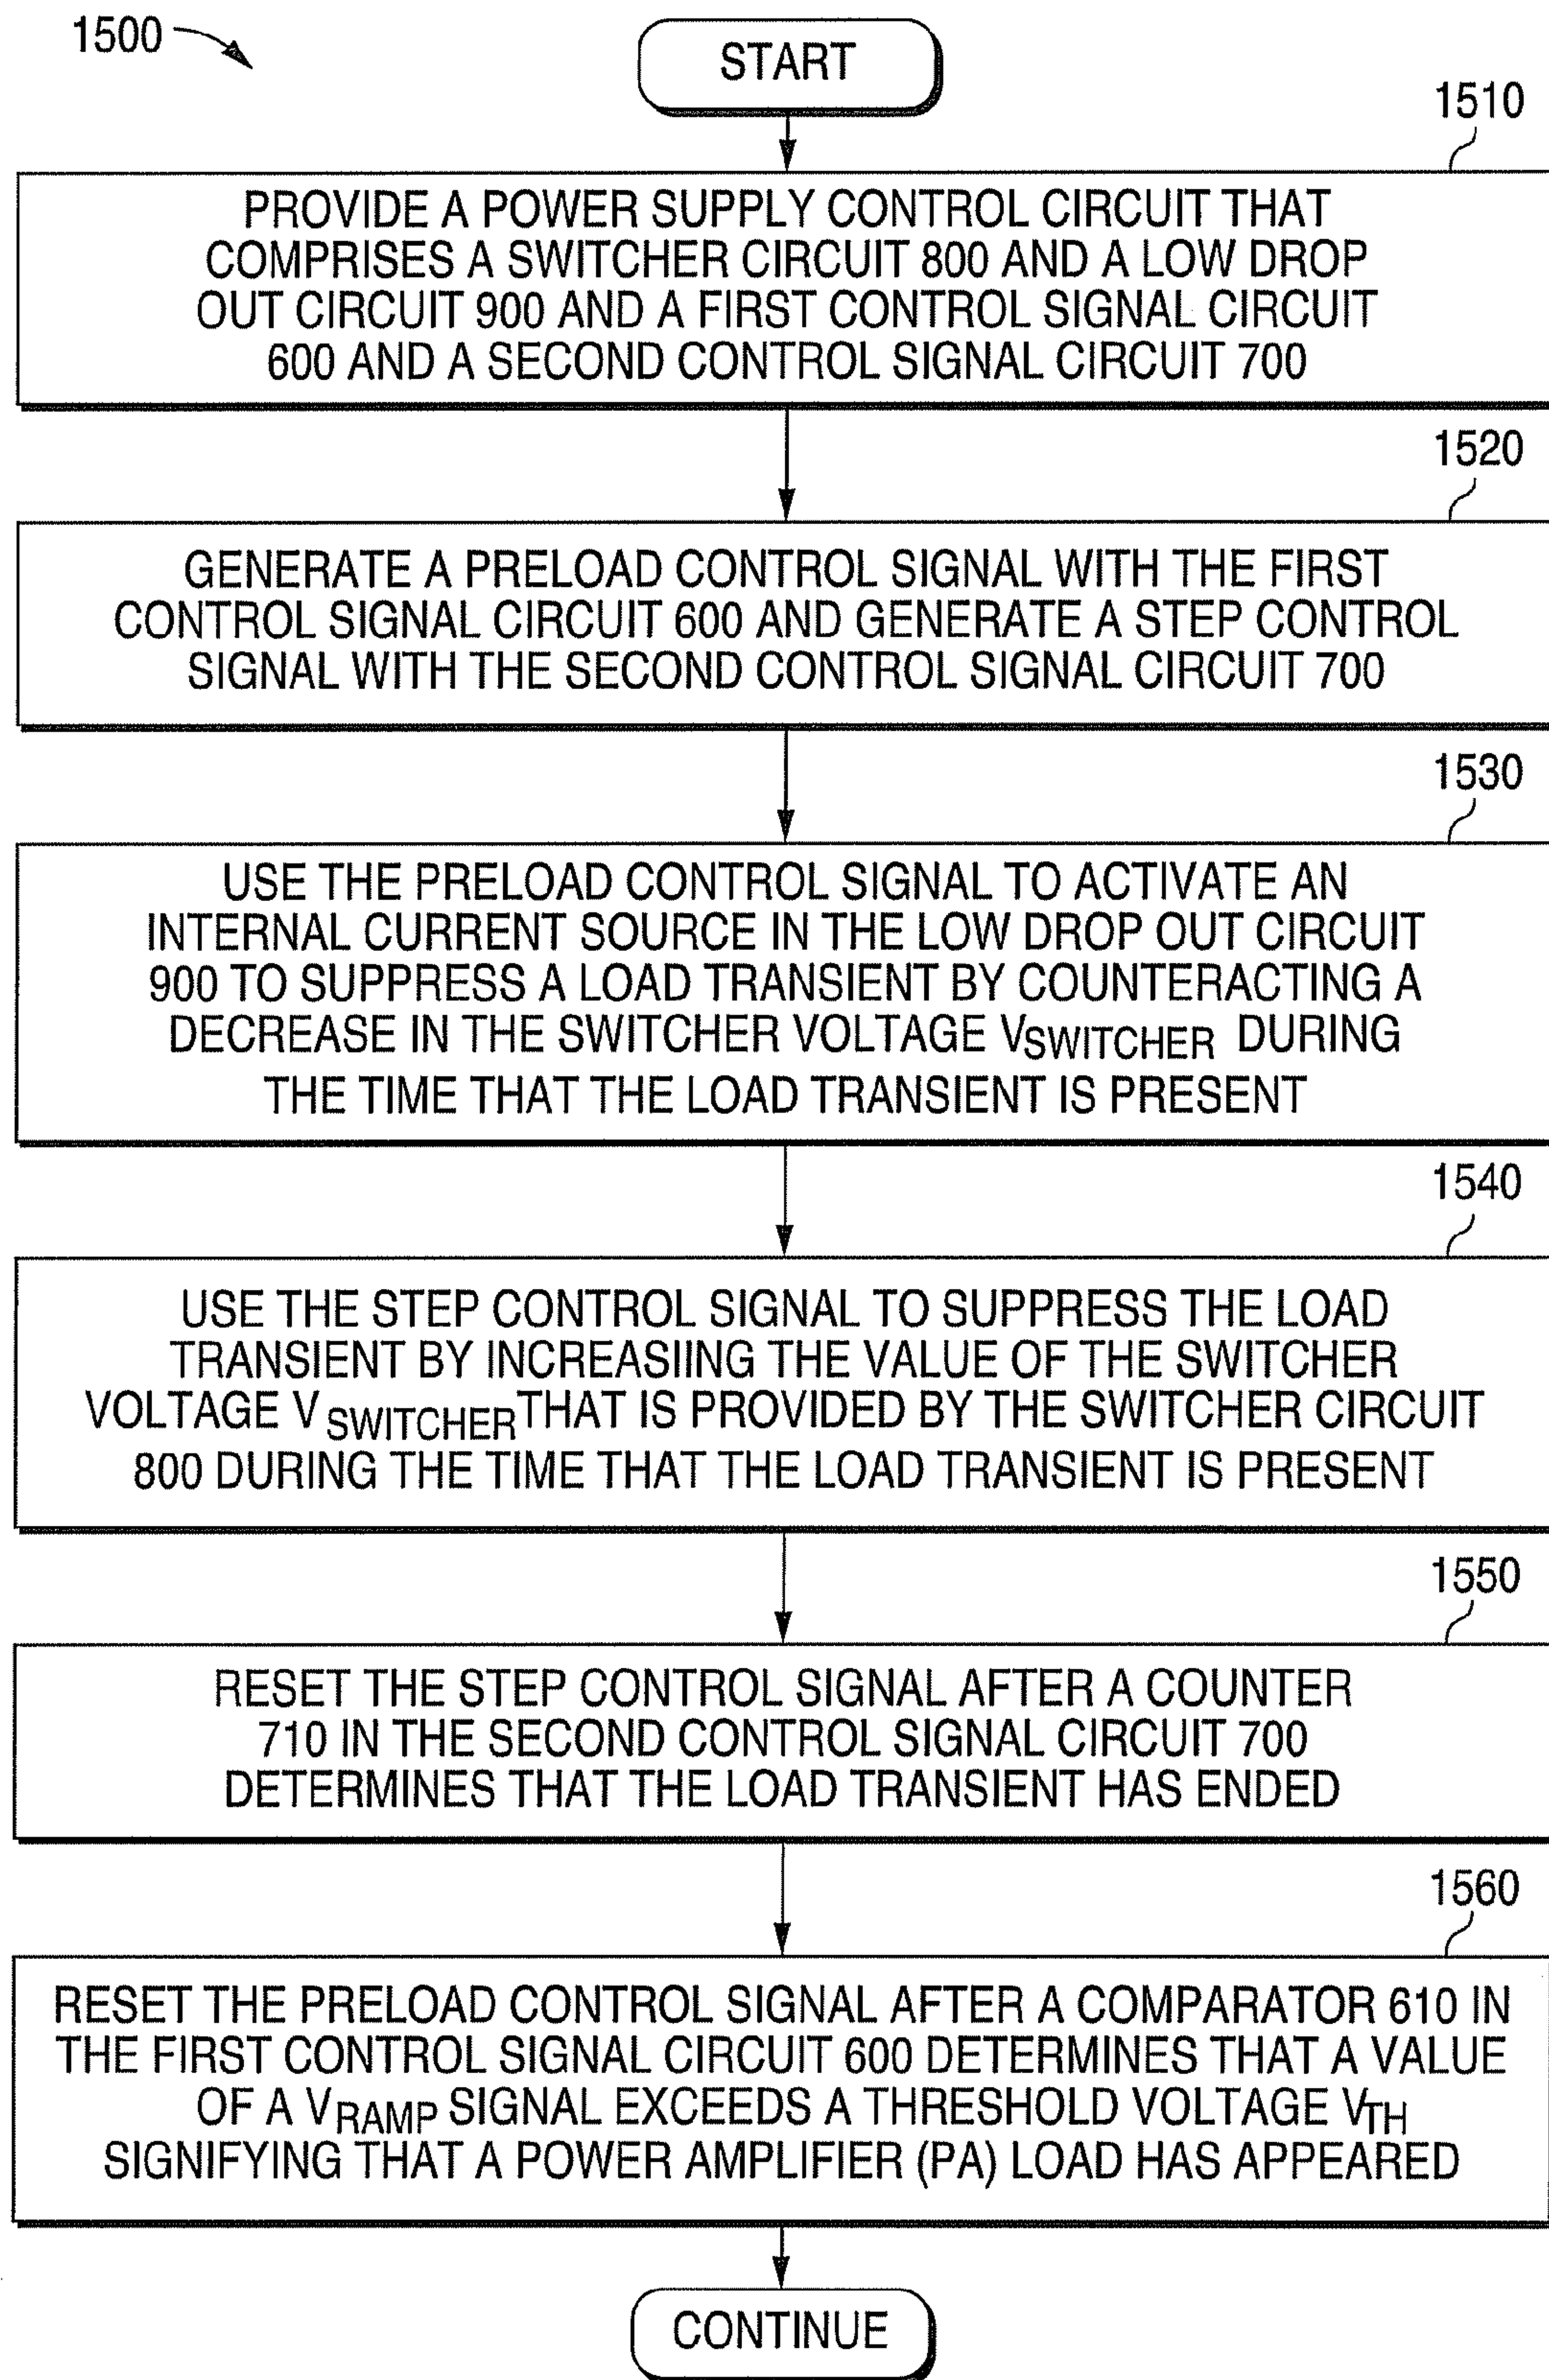 1500
START
1510
PROVIDE A POWER SUPPLY CONTROL CIRCUIT THAT
COMPRISES A SWITCHER CIRCUIT 800 AND A LOW DROP
OUT CIRCUIT 900 AND A FIRST CONTROL SIGNAL CIRCUIT
600 AND A SECOND CONTROL SIGNAL CIRCUIT 700
1520
GENERATE A PRELOAD CONTROL SIGNAL WITH THE FIRST
CONTROL SIGNAL CIRCUIT 600 AND GENERATE A STEP CONTROL
SIGNAL WITH THE SECOND CONTROL SIGNAL CIRCUIT 700
1530
USE THE PRELOAD CONTROL SIGNAL TO ACTIVATE AN
INTERNAL CURRENT SOURCE IN THE LOW DROP OUT CIRCUIT
900 TO SUPPRESS A LOAD TRANSIENT BY COUNTERACTING A
DECREASE IN THE SWITCHER VOLTAGE VSWITCHER DURING
THE TIME THAT THE LOAD TRANSIENT IS PRESENT
1540
USE THE STEP CONTROL SIGNAL TO SUPPRESS THE LOAD
TRANSIENT BY INCREASIING THE VALUE OF THE SWITCHER
VOLTAGE VSWITCHER THAT IS PROVIDED BY THE SWITCHER CIRCUIT
800 DURING THE TIME THAT THE LOAD TRANSIENT IS PRESENT
1550
RESET THE STEP CONTROL SIGNAL AFTER A COUNTER
710 IN THE SECOND CONTROL SIGNAL CIRCUIT 700
DETERMINES THAT THE LOAD TRANSIENT HAS ENDED
1560
RESET THE PRELOAD CONTROL SIGNAL AFTER A COMPARATOR 610 IN
THE FIRST CONTROL SIGNAL CIRCUIT 600 DETERMINES THAT A VALUE
OF A VRAMP SIGNAL EXCEEDS A THRESHOLD VOLTAGE VTH
SIGNIFYING THAT A POWER AMPLIFIER (PA) LOAD HAS APPEARED
CONTINUE